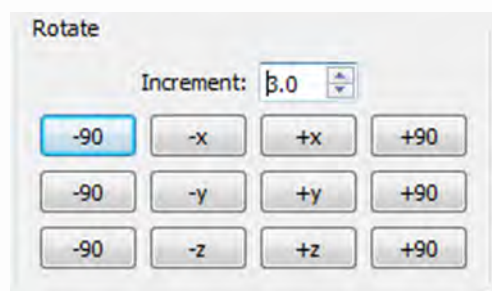 Rotate
Increment: 3.0
-90 -x +x +90
-90 -y +y +90
-90 -z +z +90